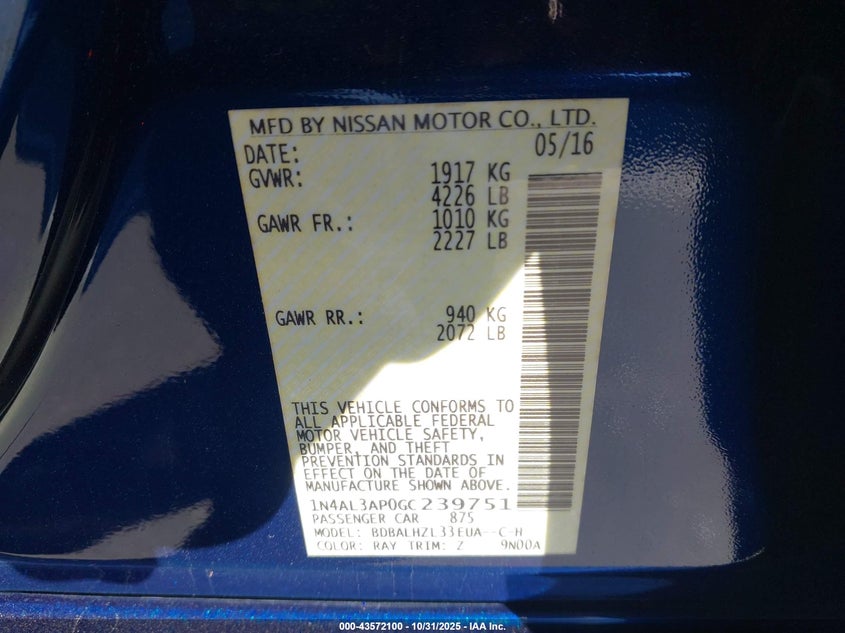 MFD BY NISSAN MOTOR CO., LTD.
DATE: 05/16
GVWR: 1917 KG
4226 LB
GAWR FR.: 1010 KG
2227 LB
GAWR RR.: 940 KG
2072 LB
THIS VEHICLE CONFORMS TO
ALL APPLICABLE FEDERAL
MOTOR VEHICLE SAFETY,
BUMPER, AND THEFT
PREVENTION STANDARDS IN
EFFECT ON THE DATE OF
MANUFACTURE SHOWN ABOVE.
1N4AL3AP0GC239751
PASSENGER CAR 875
MODEL: BDBALHZL33EUA--C-H
COLOR: RAY TRIM: Z 9N00A
000-43572100 - 10/31/2025 - IAA Inc.